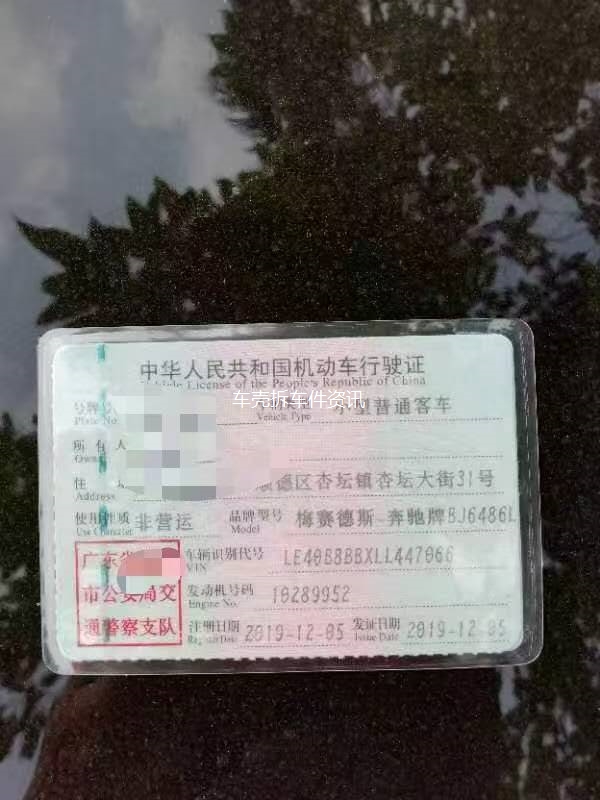 中华人民共和国机动车行驶证
License of the People's Republic of China
车壳拆车件资讯
号牌
Plate No.
Vehicle Type
小型普通客车
所有人
住
Address
顺德区杏坛镇杏坛大街31号
使用性质
Use Character
非营运
品牌型号
Model
梅赛德斯-奔驰牌BJ6486L
广东省
车辆识别代号
VIN
市公安局交
发动机号码
Engine No.
10289952
通警察支队
注册日期
Register Date
2019-12-05
发证日期
Issue Date
2019-12-05